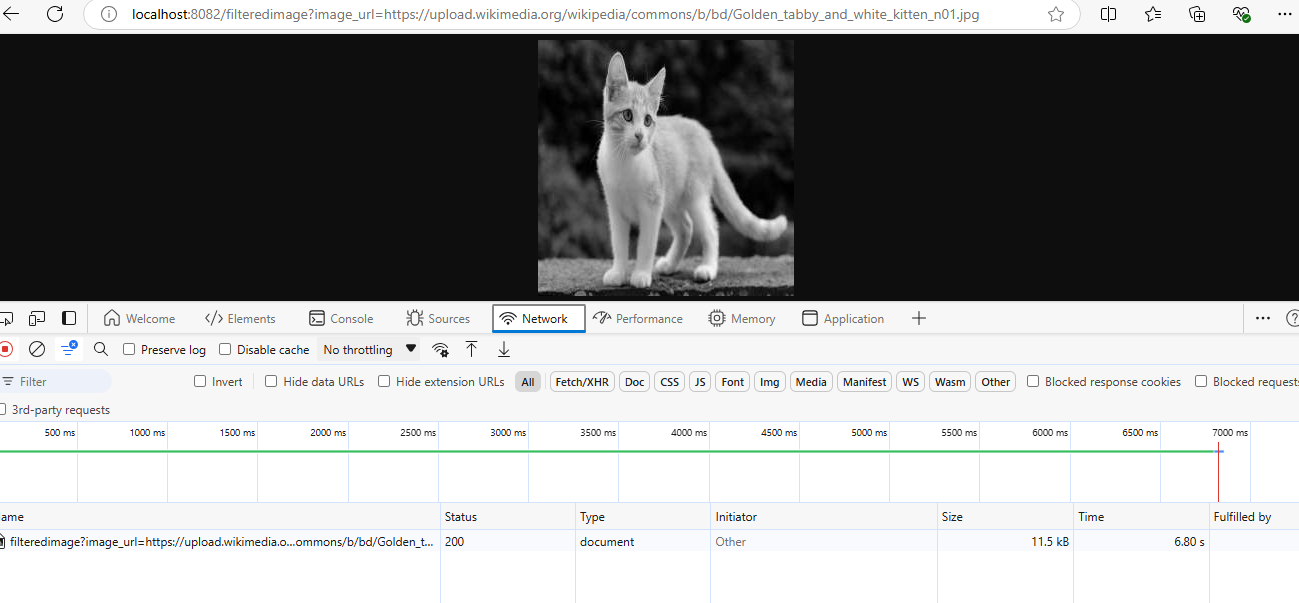 localhost:8082/filteredimage?image_url=https://upload.wikimedia.org/wikipedia/commons/b/bd/Golden_tabby_and_white_kitten_n01.jpg
Welcome Elements Console Sources Network Performance Memory Application
Preserve log Disable cache No throttling
Filter Invert Hide data URLs Hide extension URLs All Fetch/XHR Doc CSS JS Font Img Media Manifest WS Wasm Other Blocked response cookies Blocked requests
3rd-party requests
500 ms 1000 ms 1500 ms 2000 ms 2500 ms 3000 ms 3500 ms 4000 ms 4500 ms 5000 ms 5500 ms 6000 ms 6500 ms 7000 ms
ame Status Type Initiator Size Time Fulfilled by
filteredimage?image_url=https://upload.wikimedia.o...ommons/b/bd/Golden_t... 200 document Other 11.5 kB 6.80 s